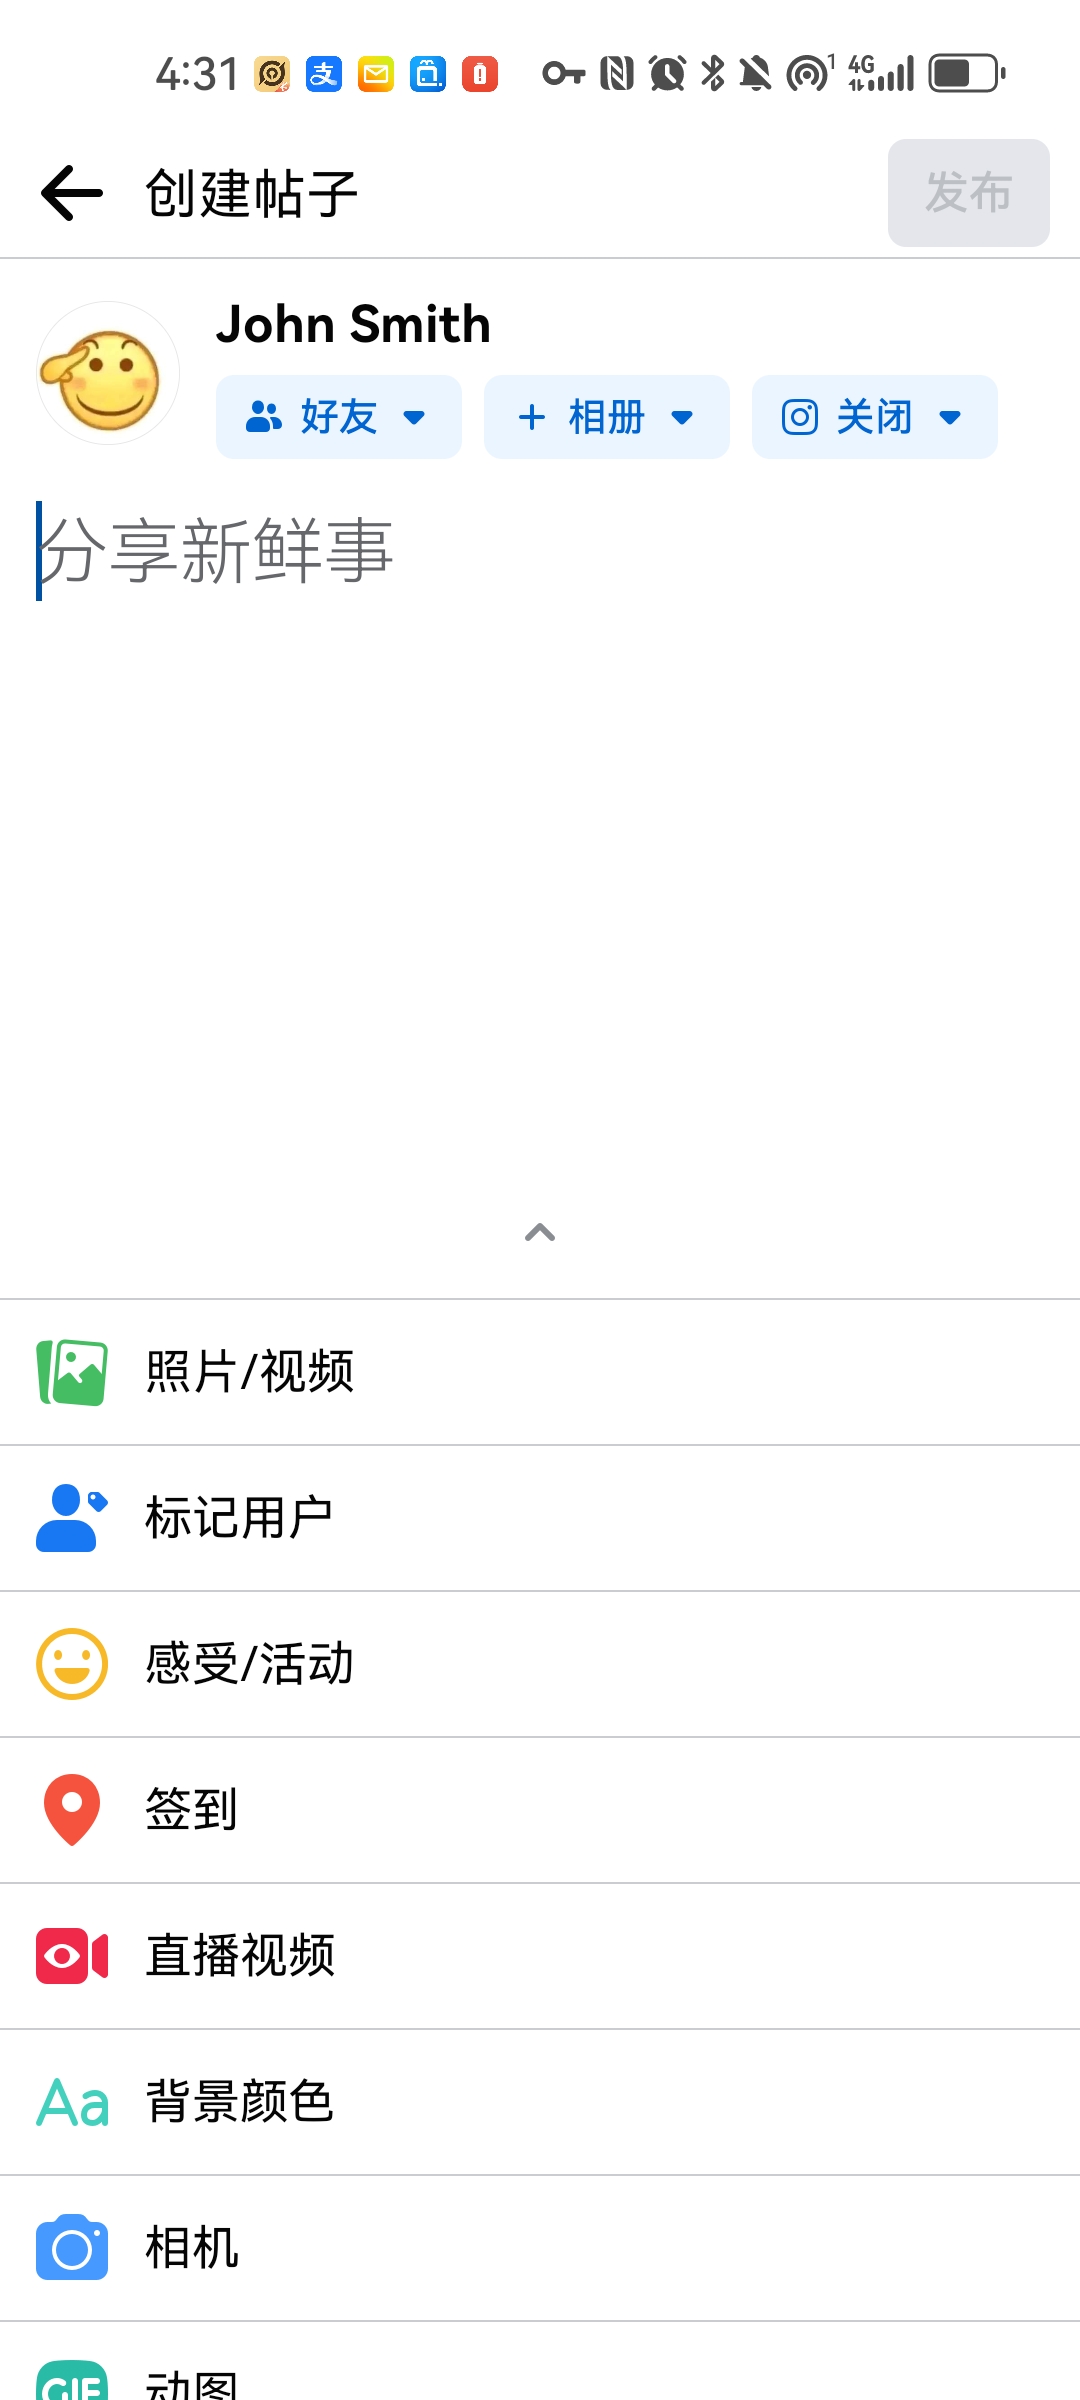 4:31 支 1 4G
创建帖子 发布
John Smith
好友 相册 关闭
分享新鲜事
照片/视频
标记用户
感受/活动
签到
直播视频
Aa 背景颜色
相机
GIF 动图